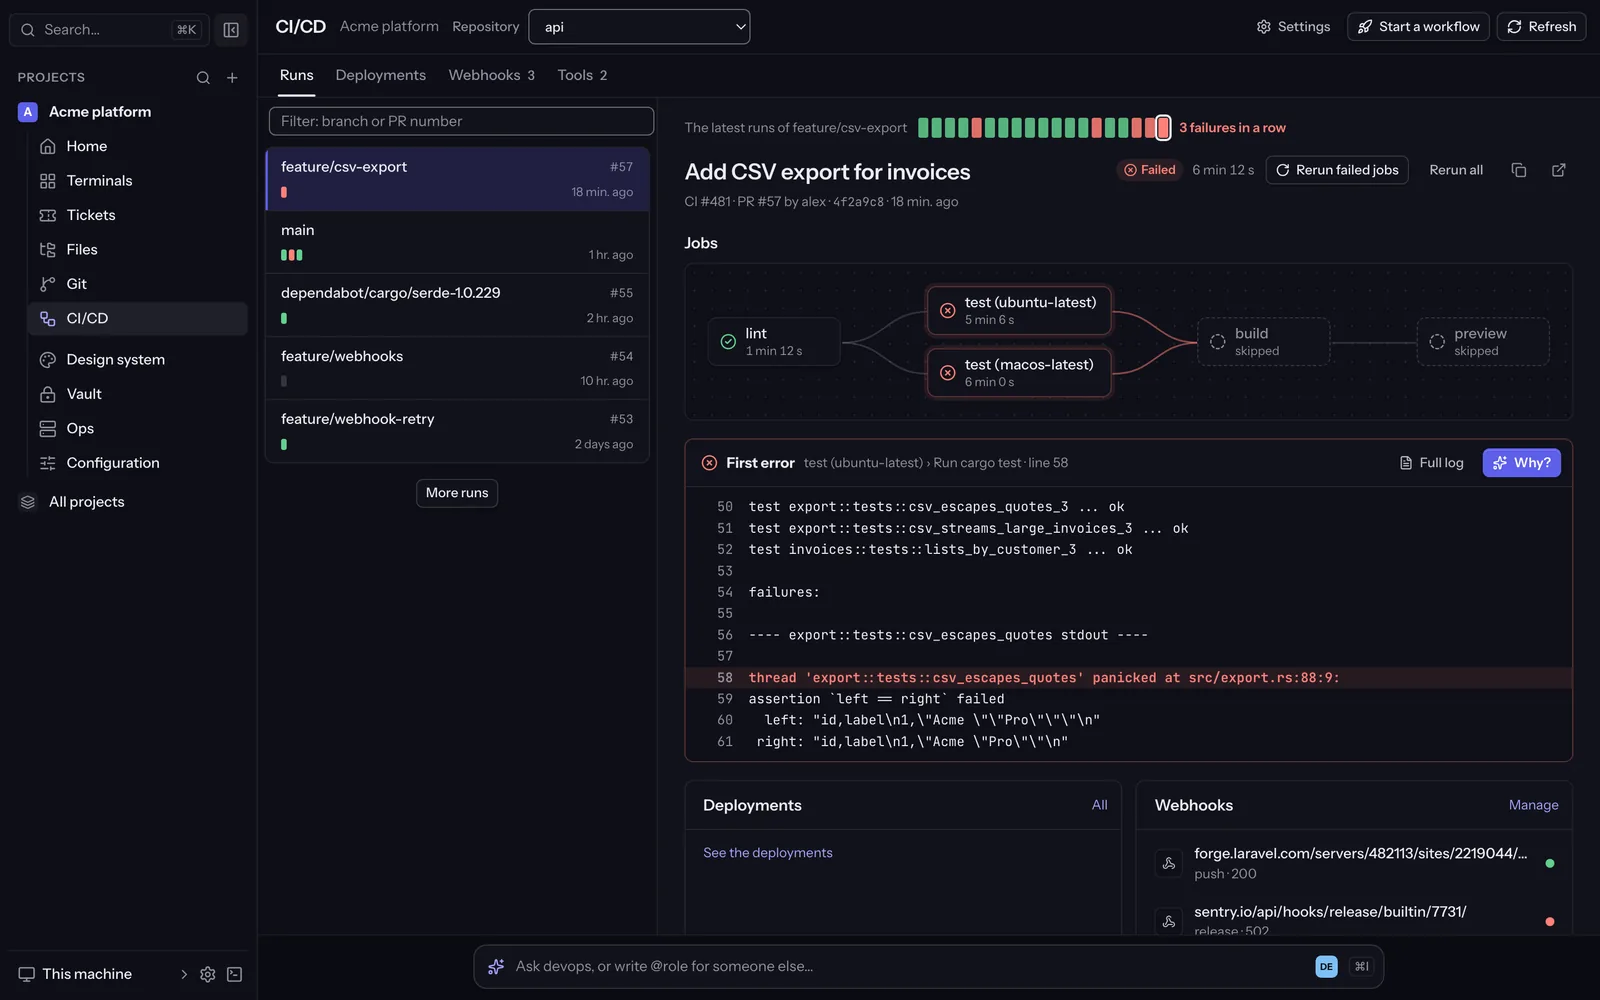 Search...
⌘K
CI/CD
Acme platform
Repository
api
Settings
Start a workflow
Refresh
PROJECTS
A
Acme platform
Home
Terminals
Tickets
Files
Git
CI/CD
Design system
Vault
Ops
Configuration
All projects
This machine
Runs
Deployments
Webhooks 3
Tools 2
Filter: branch or PR number
feature/csv-export #57
18 min. ago
main
1 hr. ago
dependabot/cargo/serde-1.0.229 #55
2 hr. ago
feature/webhooks #54
10 hr. ago
feature/webhook-retry #53
2 days ago
More runs
The latest runs of feature/csv-export
3 failures in a row
Add CSV export for invoices
Failed
6 min 12 s
Rerun failed jobs
Rerun all
CI #481 · PR #57 by alex · 4f2a9c8 · 18 min. ago
Jobs
lint
1 min 12 s
test (ubuntu-latest)
5 min 6 s
test (macos-latest)
6 min 0 s
build
skipped
preview
skipped
First error test (ubuntu-latest) › Run cargo test · line 58
Full log
Why?
50 test export::tests::csv_escapes_quotes_3 ... ok
51 test export::tests::csv_streams_large_invoices_3 ... ok
52 test invoices::tests::lists_by_customer_3 ... ok
53
54 failures:
55
56 ---- export::tests::csv_escapes_quotes stdout ----
57
58 thread 'export::tests::csv_escapes_quotes' panicked at src/export.rs:88:9:
59 assertion `left == right` failed
60 left: "id,label\n1,\"Acme \"\"Pro\"\"\"\n"
61 right: "id,label\n1,\"Acme \"Pro\"\"\n"
Deployments
All
See the deployments
Webhooks
Manage
forge.laravel.com/servers/482113/sites/2219044/...
push · 200
sentry.io/api/hooks/release/builtin/7731/
release · 502
Ask devops, or write @role for someone else...
DE
⌘I